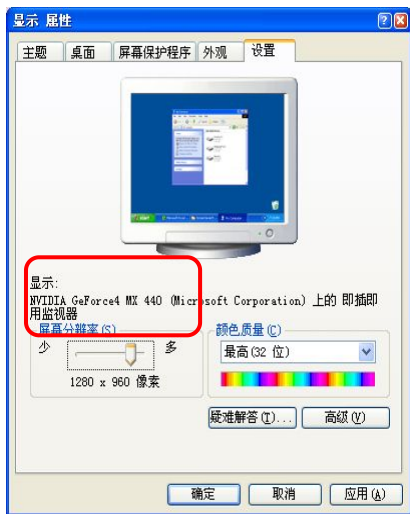 显示 属性
主题 桌面 屏幕保护程序 外观 设置
显示:
NVIDIA GeForce4 MX 440 (Microsoft Corporation) 上的 即插即
用监视器
屏幕分辨率(S) 颜色质量(C)
少 多 最高(32 位)
1280 x 960 像素
疑难解答(T)... 高级(V)
确定 取消 应用(A)